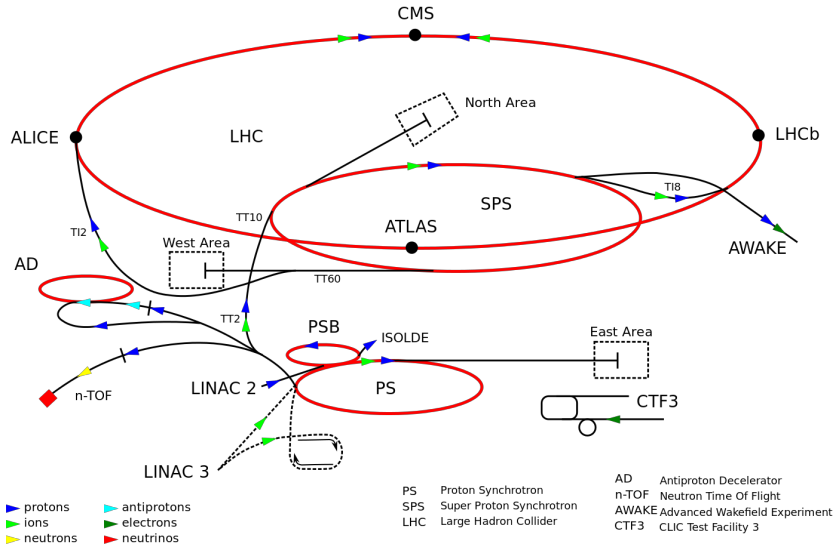 CMS
North Area
ALICE
LHC
LHCb
TI8
SPS
TT10
ATLAS
TI2
West Area
AWAKE
AD
TT60
TT2
PSB
ISOLDE
East Area
LINAC 2
PS
n-TOF
CTF3
LINAC 3
PS Proton Synchrotron
SPS Super Proton Synchrotron
LHC Large Hadron Collider
AD Antiproton Decelerator
n-TOF Neutron Time Of Flight
AWAKE Advanced Wakefield Experiment
CTF3 CLIC Test Facility 3
protons
ions
neutrons
antiprotons
electrons
neutrinos